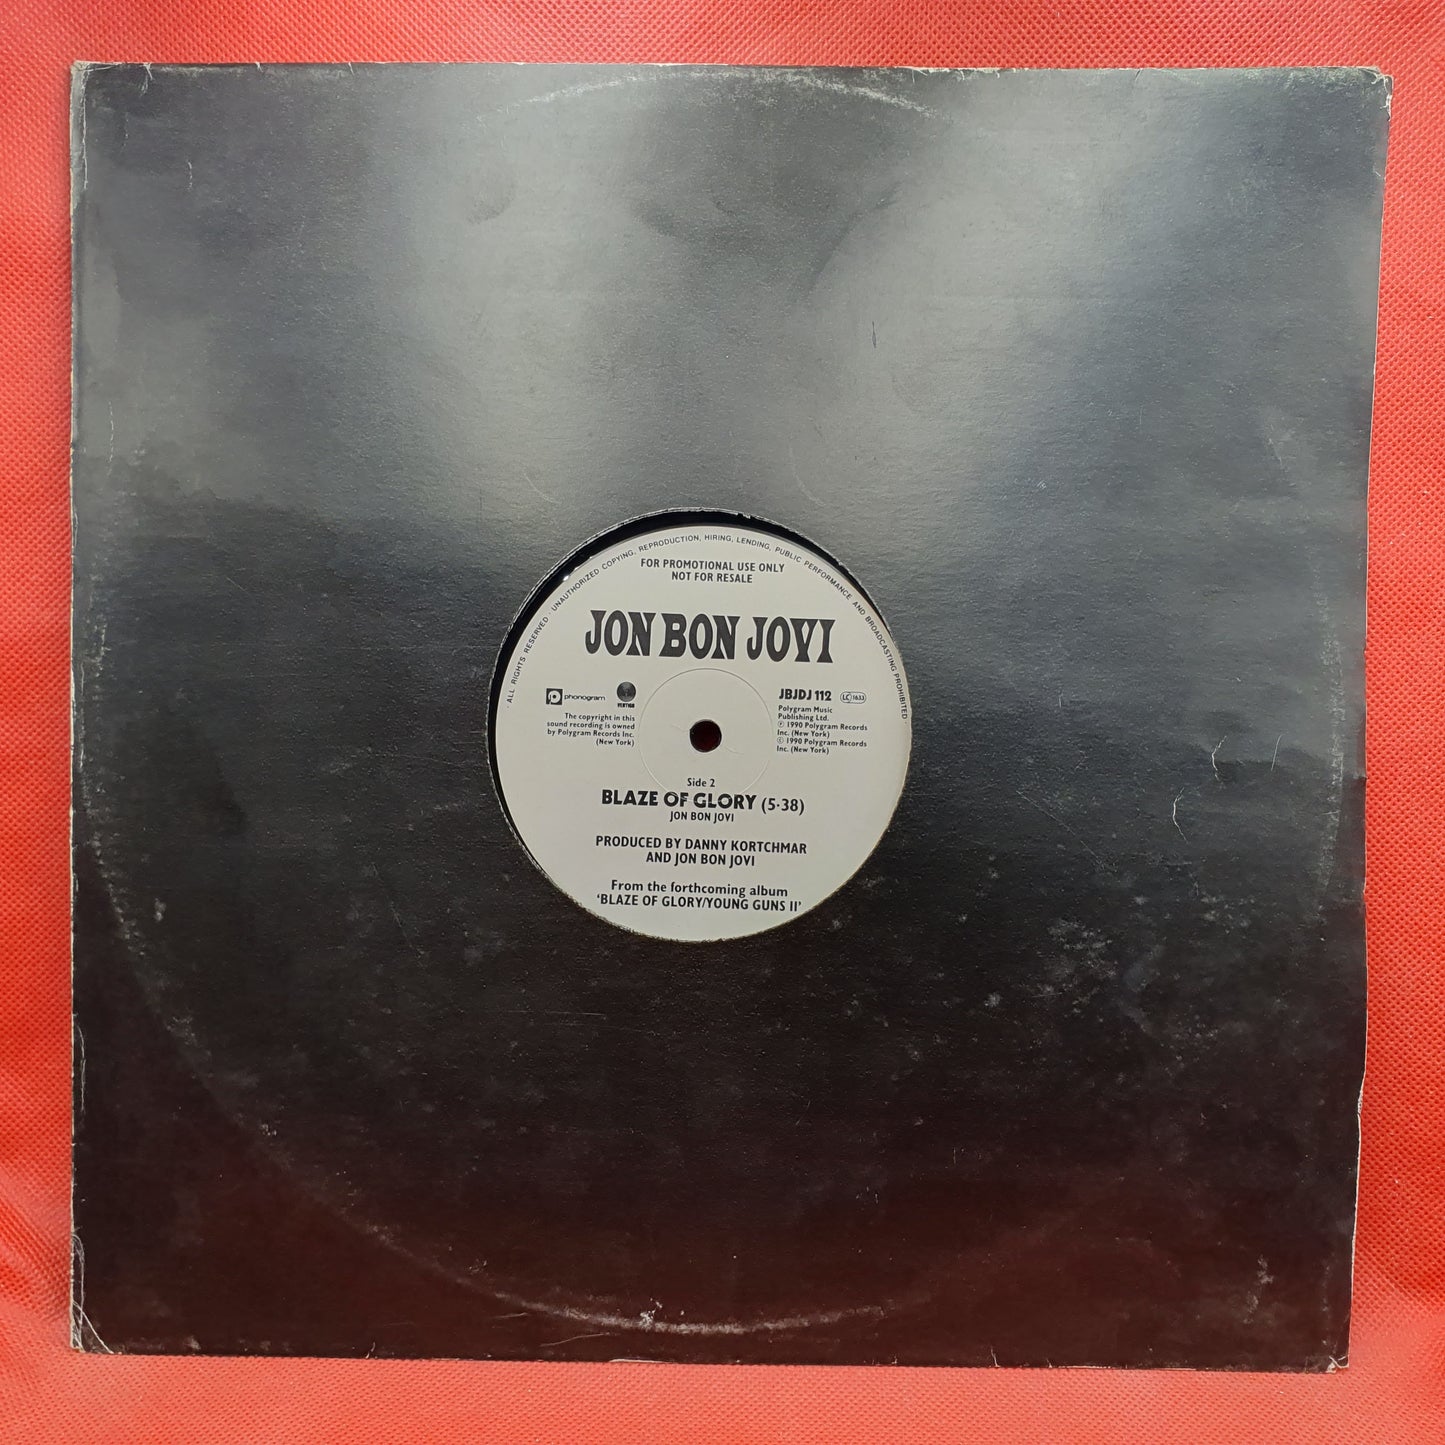 · ALL RIGHTS RESERVED · UNAUTHORIZED COPYING, REPRODUCTION, HIRING, LENDING, PUBLIC PERFORMANCE AND BROADCASTING PROHIBITED ·
FOR PROMOTIONAL USE ONLY
NOT FOR RESALE
JON BON JOVI
phonogram
VERTIGO
The copyright in this
sound recording is owned
by Polygram Records Inc.
(New York)
JBJDJ 112
LC 1633
Polygram Music
Publishing Ltd.
℗ 1990 Polygram Records
Inc. (New York)
© 1990 Polygram Records
Inc. (New York)
Side 2
BLAZE OF GLORY (5·38)
JON BON JOVI
PRODUCED BY DANNY KORTCHMAR
AND JON BON JOVI
From the forthcoming album
‘BLAZE OF GLORY/YOUNG GUNS II’